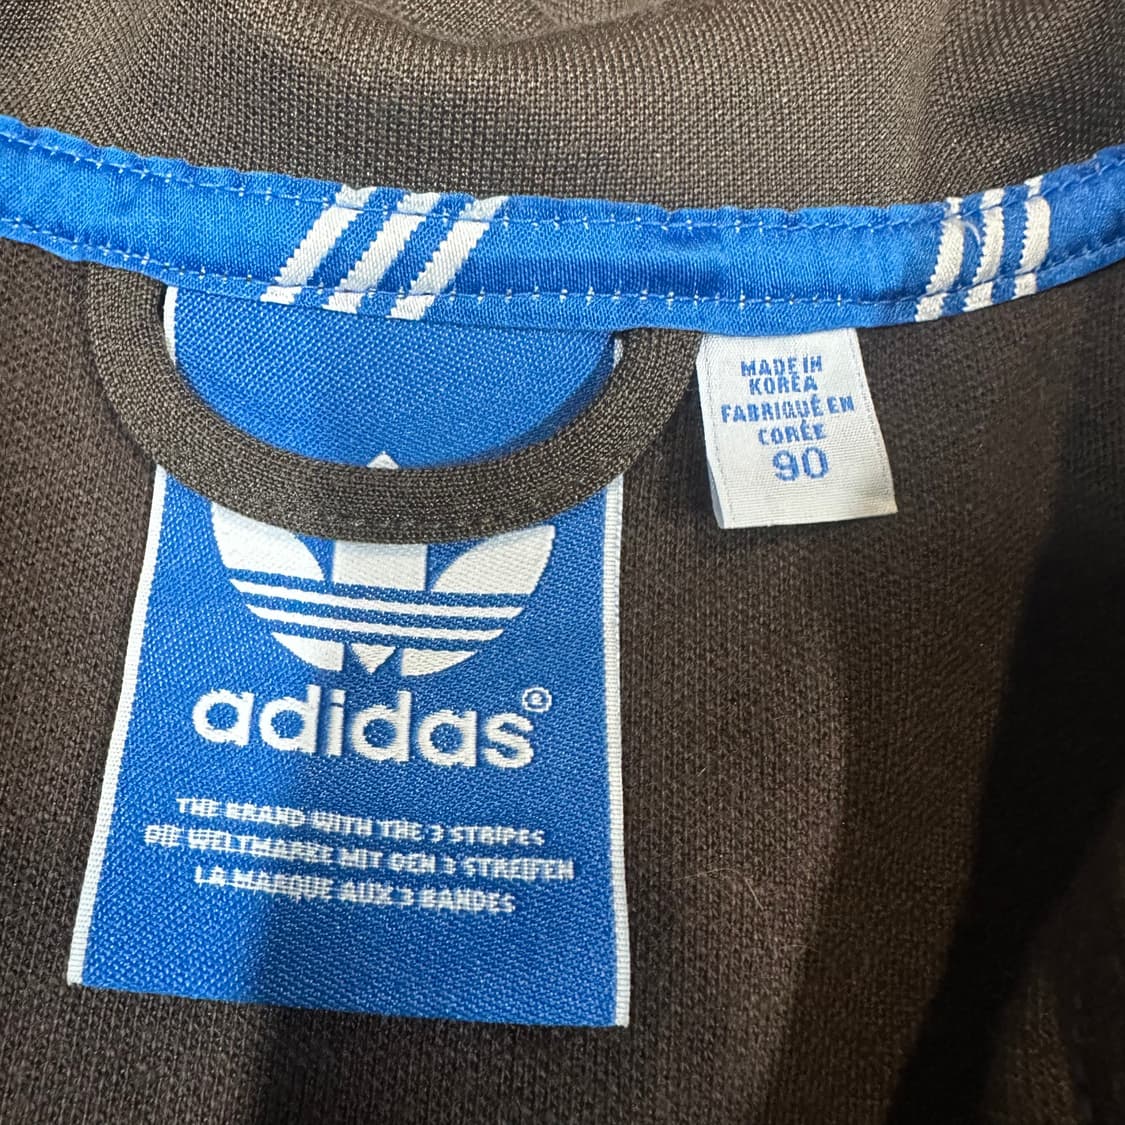 MADE IN
KOREA
FABRIQUÉ EN
CORÉE
90
adidas®
THE BRAND WITH THE 3 STRIPES
DIE WELTMARKE MIT DEN 3 STREIFEN
LA MARQUE AUX 3 BANDES